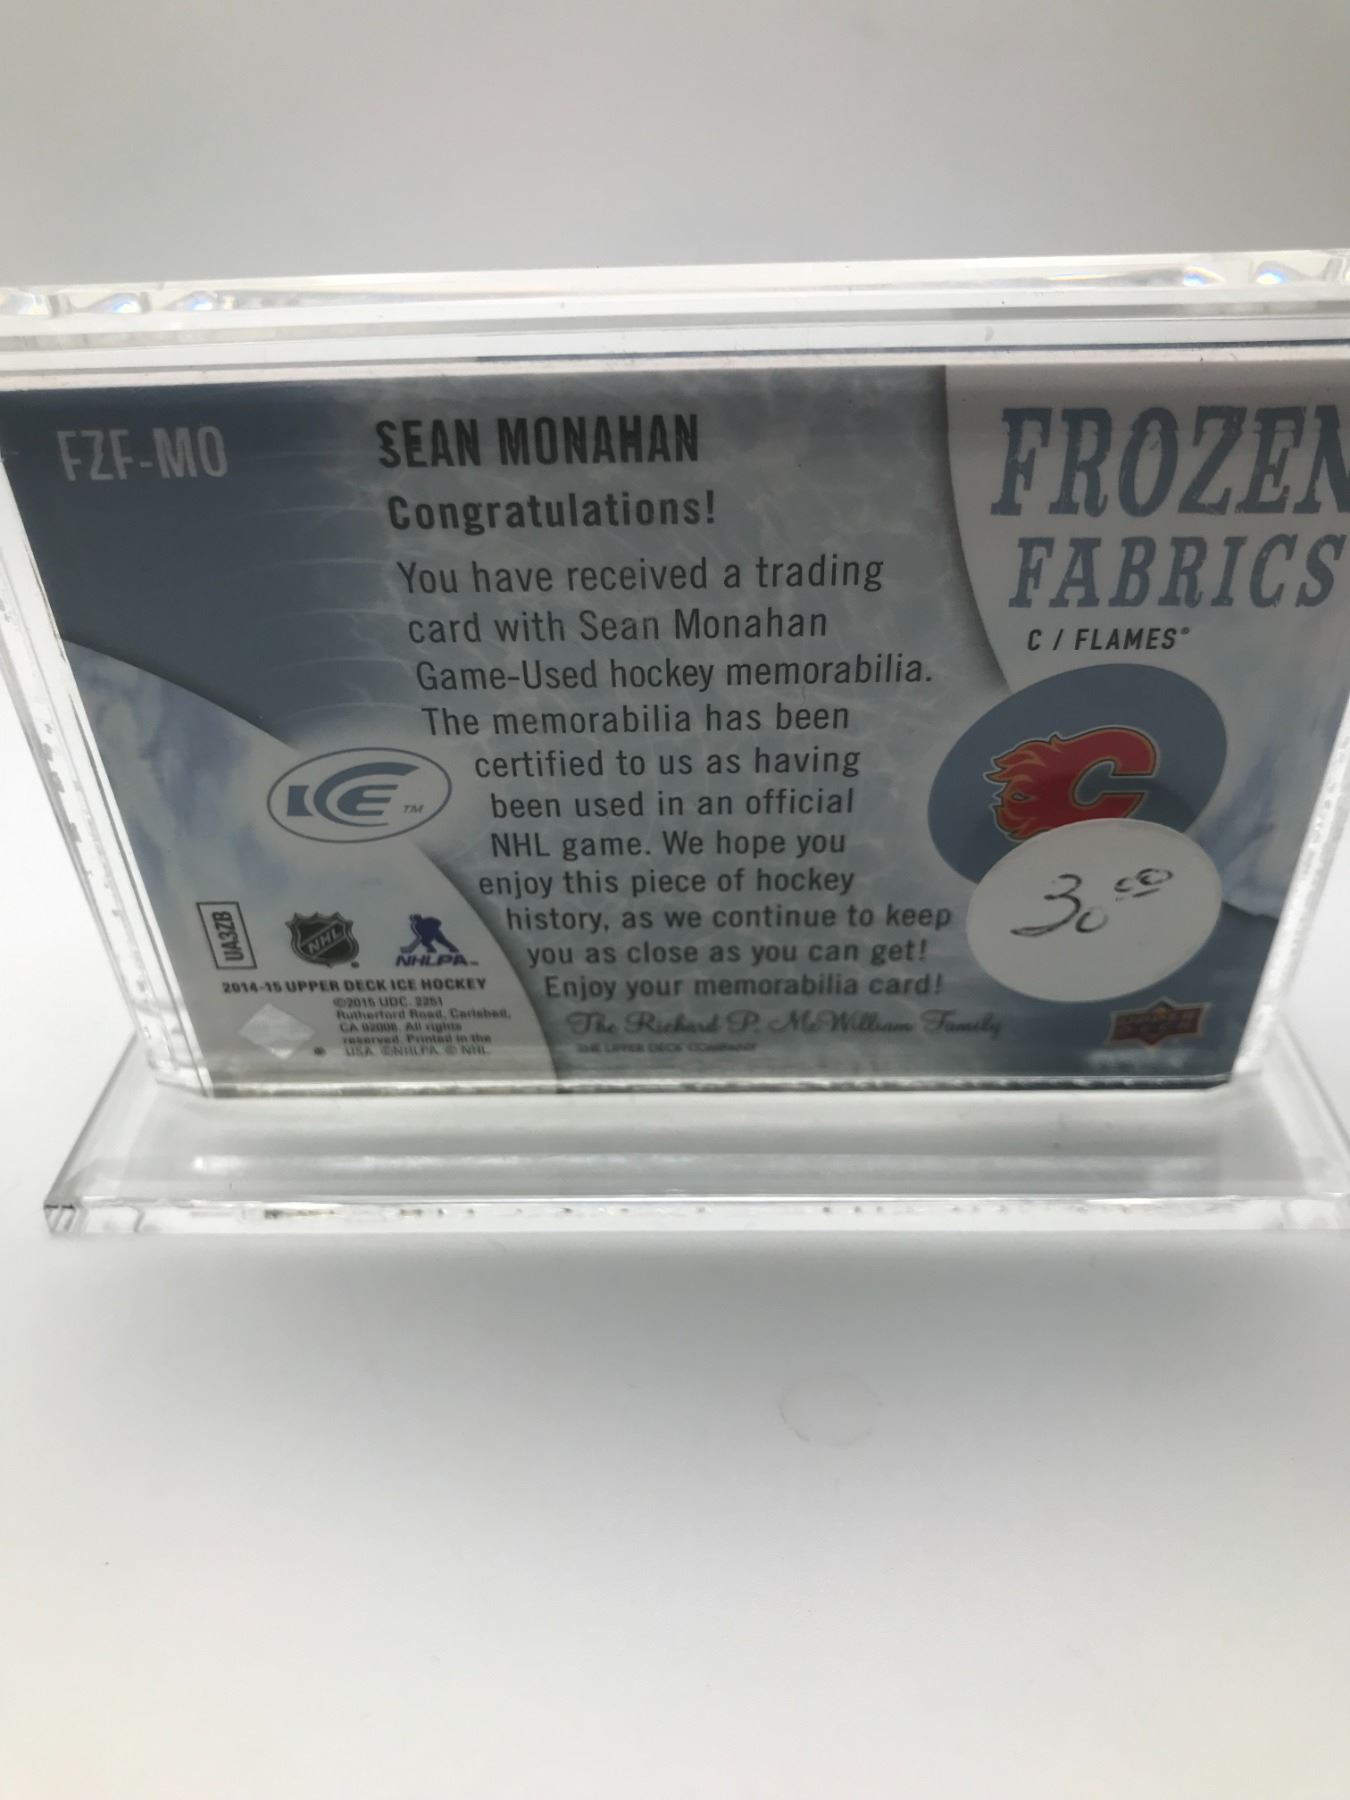 FZF-MO
SEAN MONAHAN
Congratulations!
You have received a trading
card with Sean Monahan
Game-Used hockey memorabilia.
The memorabilia has been
certified to us as having
been used in an official
NHL game. We hope you
enjoy this piece of hockey
history, as we continue to keep
you as close as you can get!
Enjoy your memorabilia card!
The Richard P. McWilliam Family
THE UPPER DECK COMPANY
FROZEN
FABRICS
C / FLAMES®
C
30.00
UPPER
DECK
ICE TM
UA3ZB
NHL
NHLPA™
2014-15 UPPER DECK ICE HOCKEY
©2015 UDC. 2251
Rutherford Road, Carlsbad,
CA 92008. All rights
reserved. Printed in the
USA. ©NHLPA. © NHL.